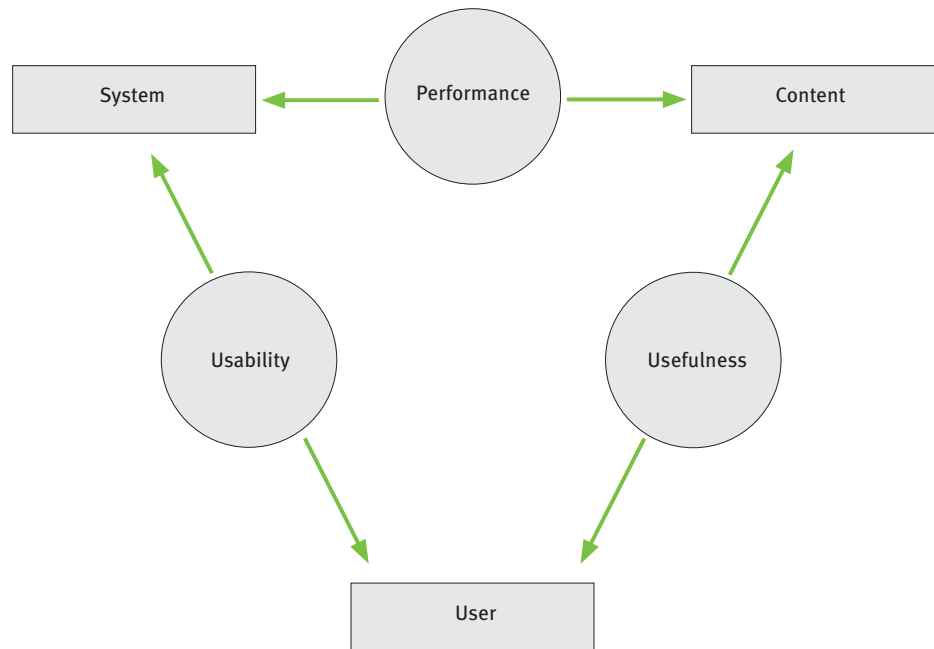 System
Performance
Content
Usability
Usefulness
User